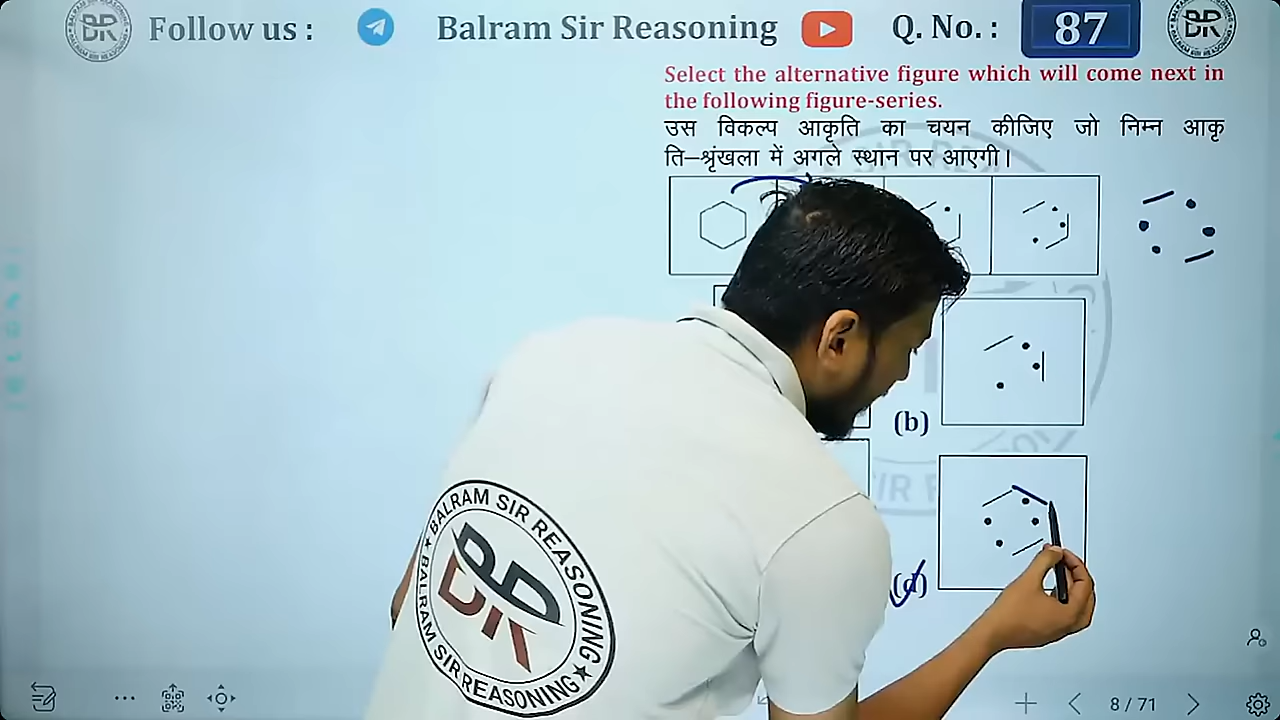 Follow us :
Balram Sir Reasoning
Q. No. :
87
Select the alternative figure which will come next in
the following figure-series.
उस विकल्प आकृति का चयन कीजिए जो निम्न आकृ
ति–श्रृंखला में अगले स्थान पर आएगी।
(b)
(d)
BALRAM SIR REASONING
BALRAM SIR REASONING
8 / 71